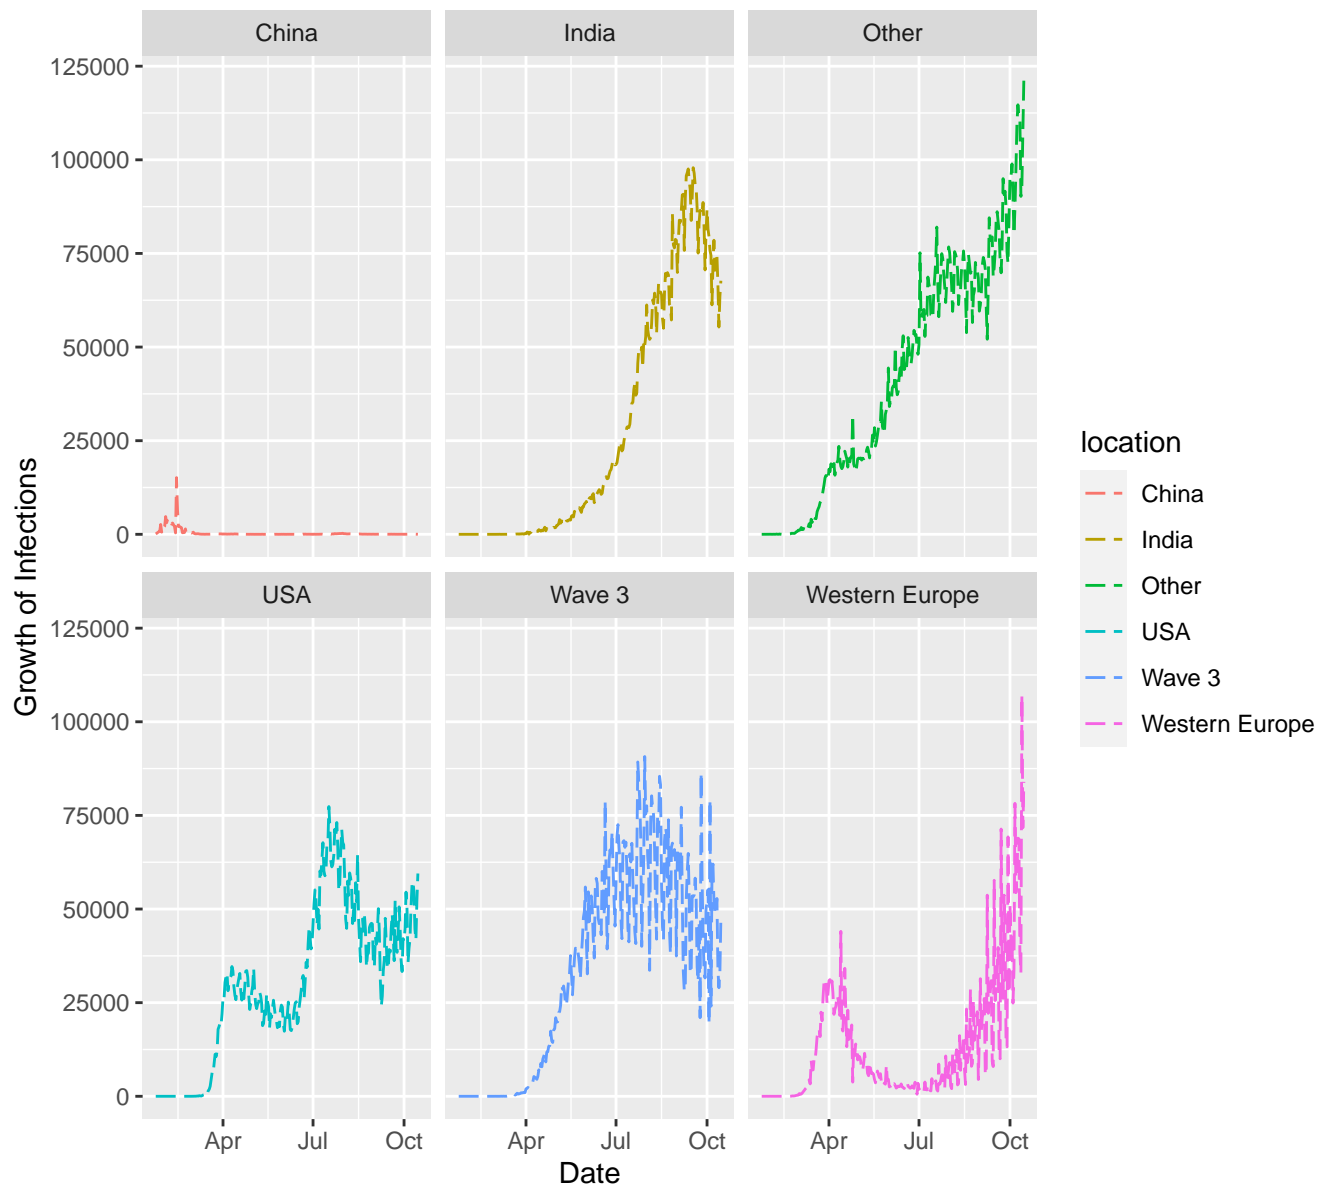 China
India
Other
125000
100000
75000
50000
25000
0
USA
Wave 3
Western Europe
125000
100000
75000
50000
25000
0
Apr
Jul
Oct
Apr
Jul
Oct
Apr
Jul
Oct
Date
Growth of Infections
location
China
India
Other
USA
Wave 3
Western Europe